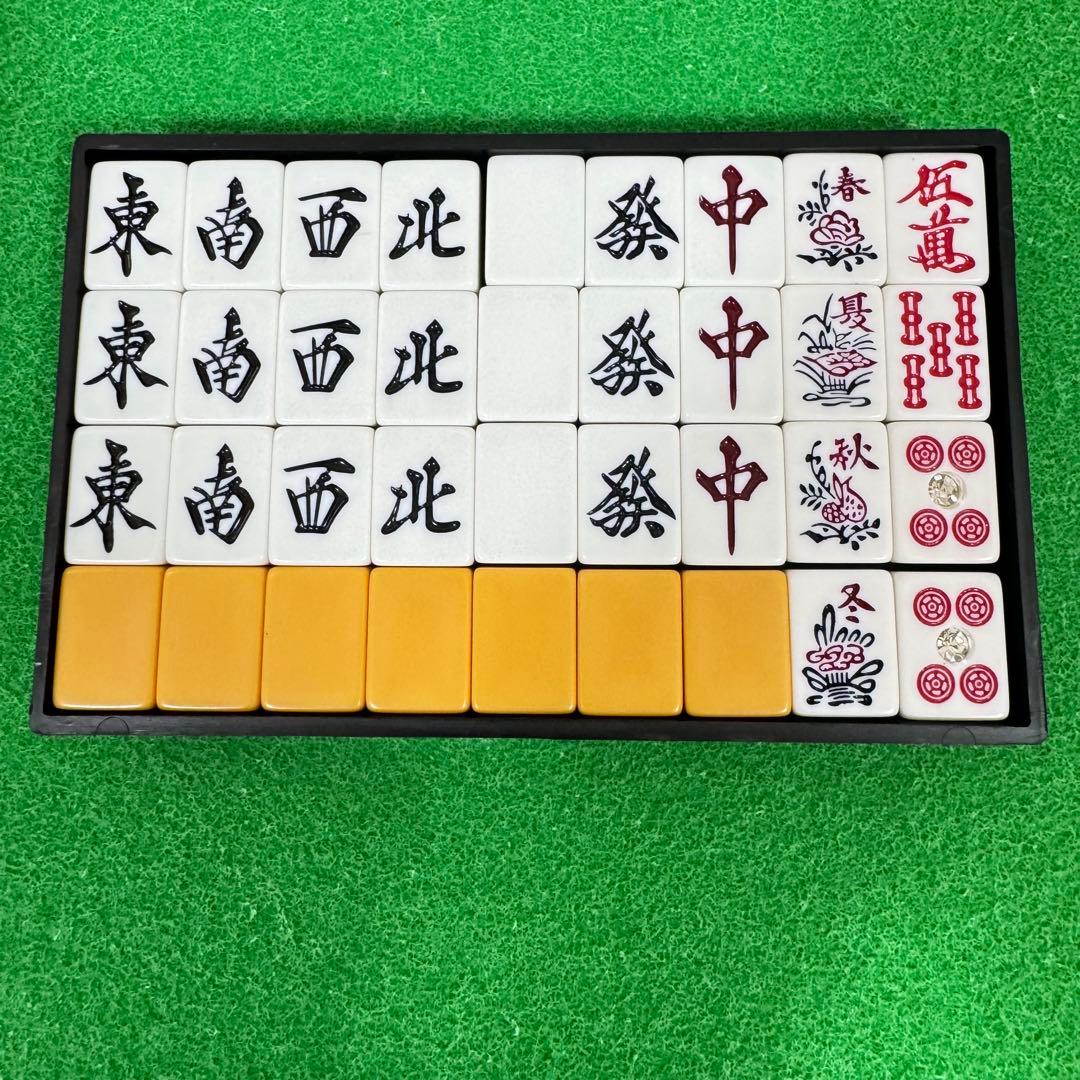 東 南 西 北 發 中 春 伍萬
東 南 西 北 發 中 夏
東 南 西 北 發 中 秋
冬